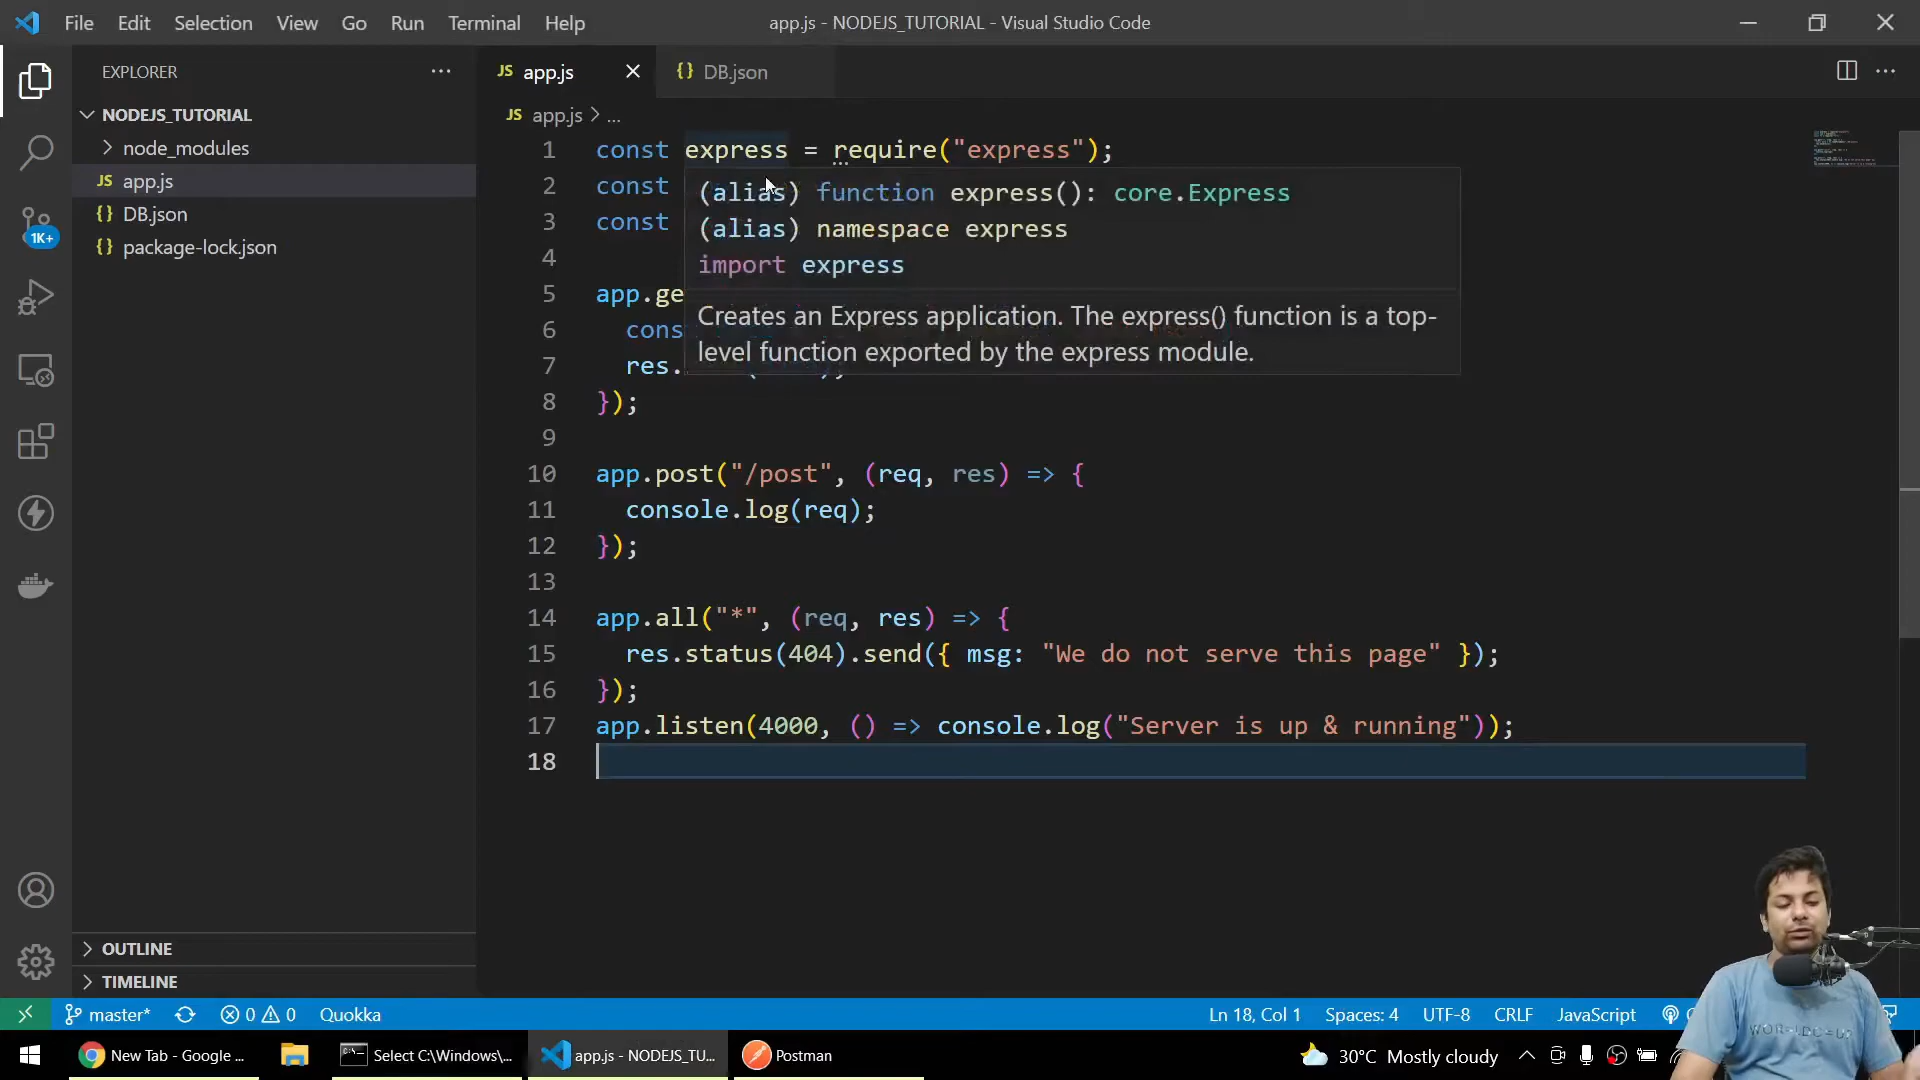 File Edit Selection View Go Run Terminal Help
app.js - NODEJS_TUTORIAL - Visual Studio Code
EXPLORER
NODEJS_TUTORIAL
node_modules
JS app.js
{} DB.json
{} package-lock.json
1K+
OUTLINE
TIMELINE
JS app.js
{} DB.json
JS app.js > ...
1 const express = require("express");
2 const
3 const
4
5 app.ge
6 cons
7 res.
8 });
9
10 app.post("/post", (req, res) => {
11 console.log(req);
12 });
13
14 app.all("*", (req, res) => {
15 res.status(404).send({ msg: "We do not serve this page" });
16 });
17 app.listen(4000, () => console.log("Server is up & running"));
18
(alias) function express(): core.Express
(alias) namespace express
import express
Creates an Express application. The express() function is a top-
level function exported by the express module.
master* 0 0 Quokka
Ln 18, Col 1 Spaces: 4 UTF-8 CRLF JavaScript
New Tab - Google ...
Select C:\Windows\...
app.js - NODEJS_TU...
Postman
30°C Mostly cloudy